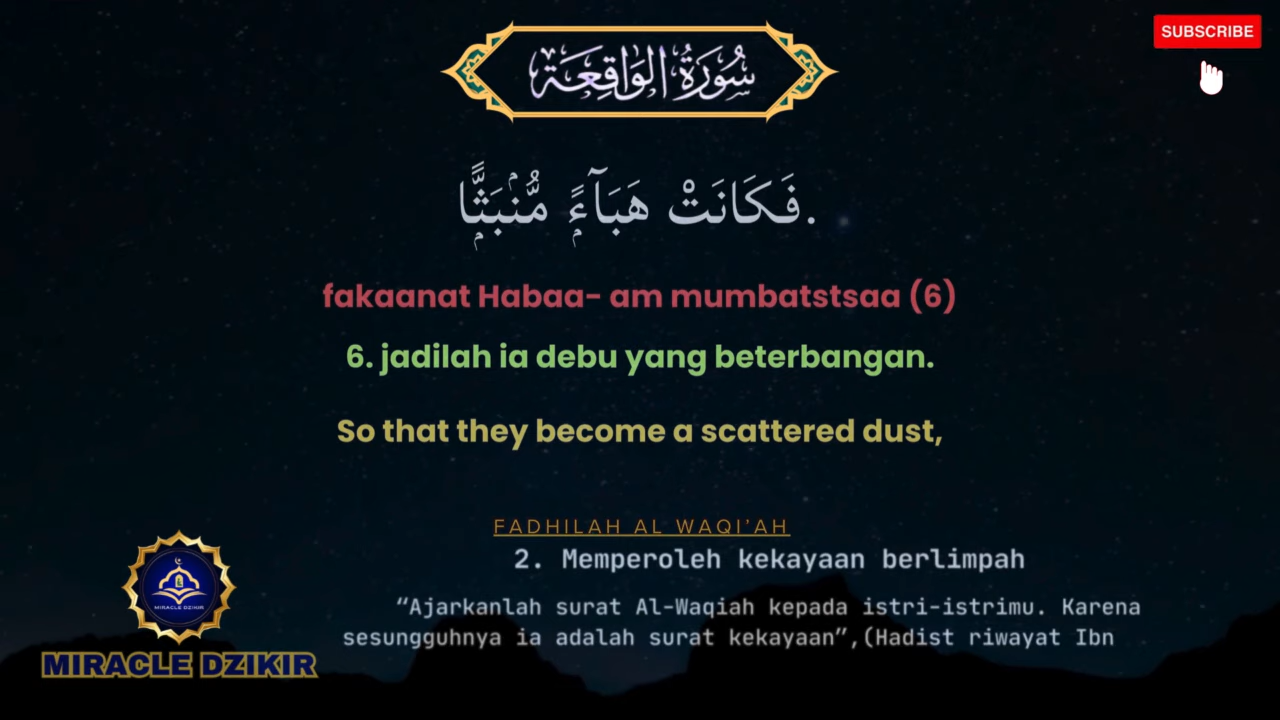 SUBSCRIBE
سُورَةُ الوَاقِعَة
فَكَانَتْ هَبَآءًۭ مُّنۢبَثًّۭا.
fakaanat Habaa- am mumbatstsaa (6)
6. jadilah ia debu yang beterbangan.
So that they become a scattered dust,
FADHILAH AL WAQI’AH
2. Memperoleh kekayaan berlimpah
“Ajarkanlah surat Al-Waqiah kepada istri-istrimu. Karena
sesungguhnya ia adalah surat kekayaan”,(Hadist riwayat Ibn
MIRACLE DZIKIR
MIRACLE DZIKIR